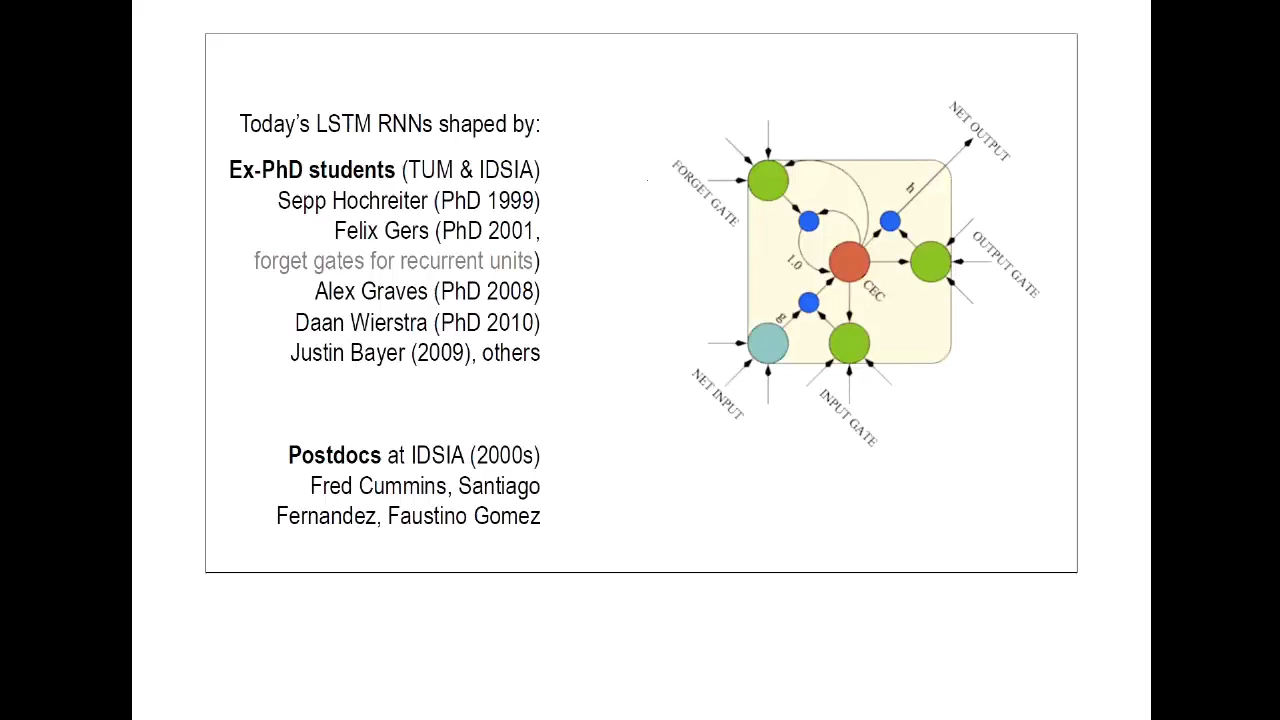 Today’s LSTM RNNs shaped by:
Ex-PhD students (TUM & IDSIA)
Sepp Hochreiter (PhD 1999)
Felix Gers (PhD 2001,
forget gates for recurrent units)
Alex Graves (PhD 2008)
Daan Wierstra (PhD 2010)
Justin Bayer (2009), others
Postdocs at IDSIA (2000s)
Fred Cummins, Santiago
Fernandez, Faustino Gomez
NET OUTPUT
FORGET GATE
h
OUTPUT GATE
1.0
CEC
g
NET INPUT
INPUT GATE